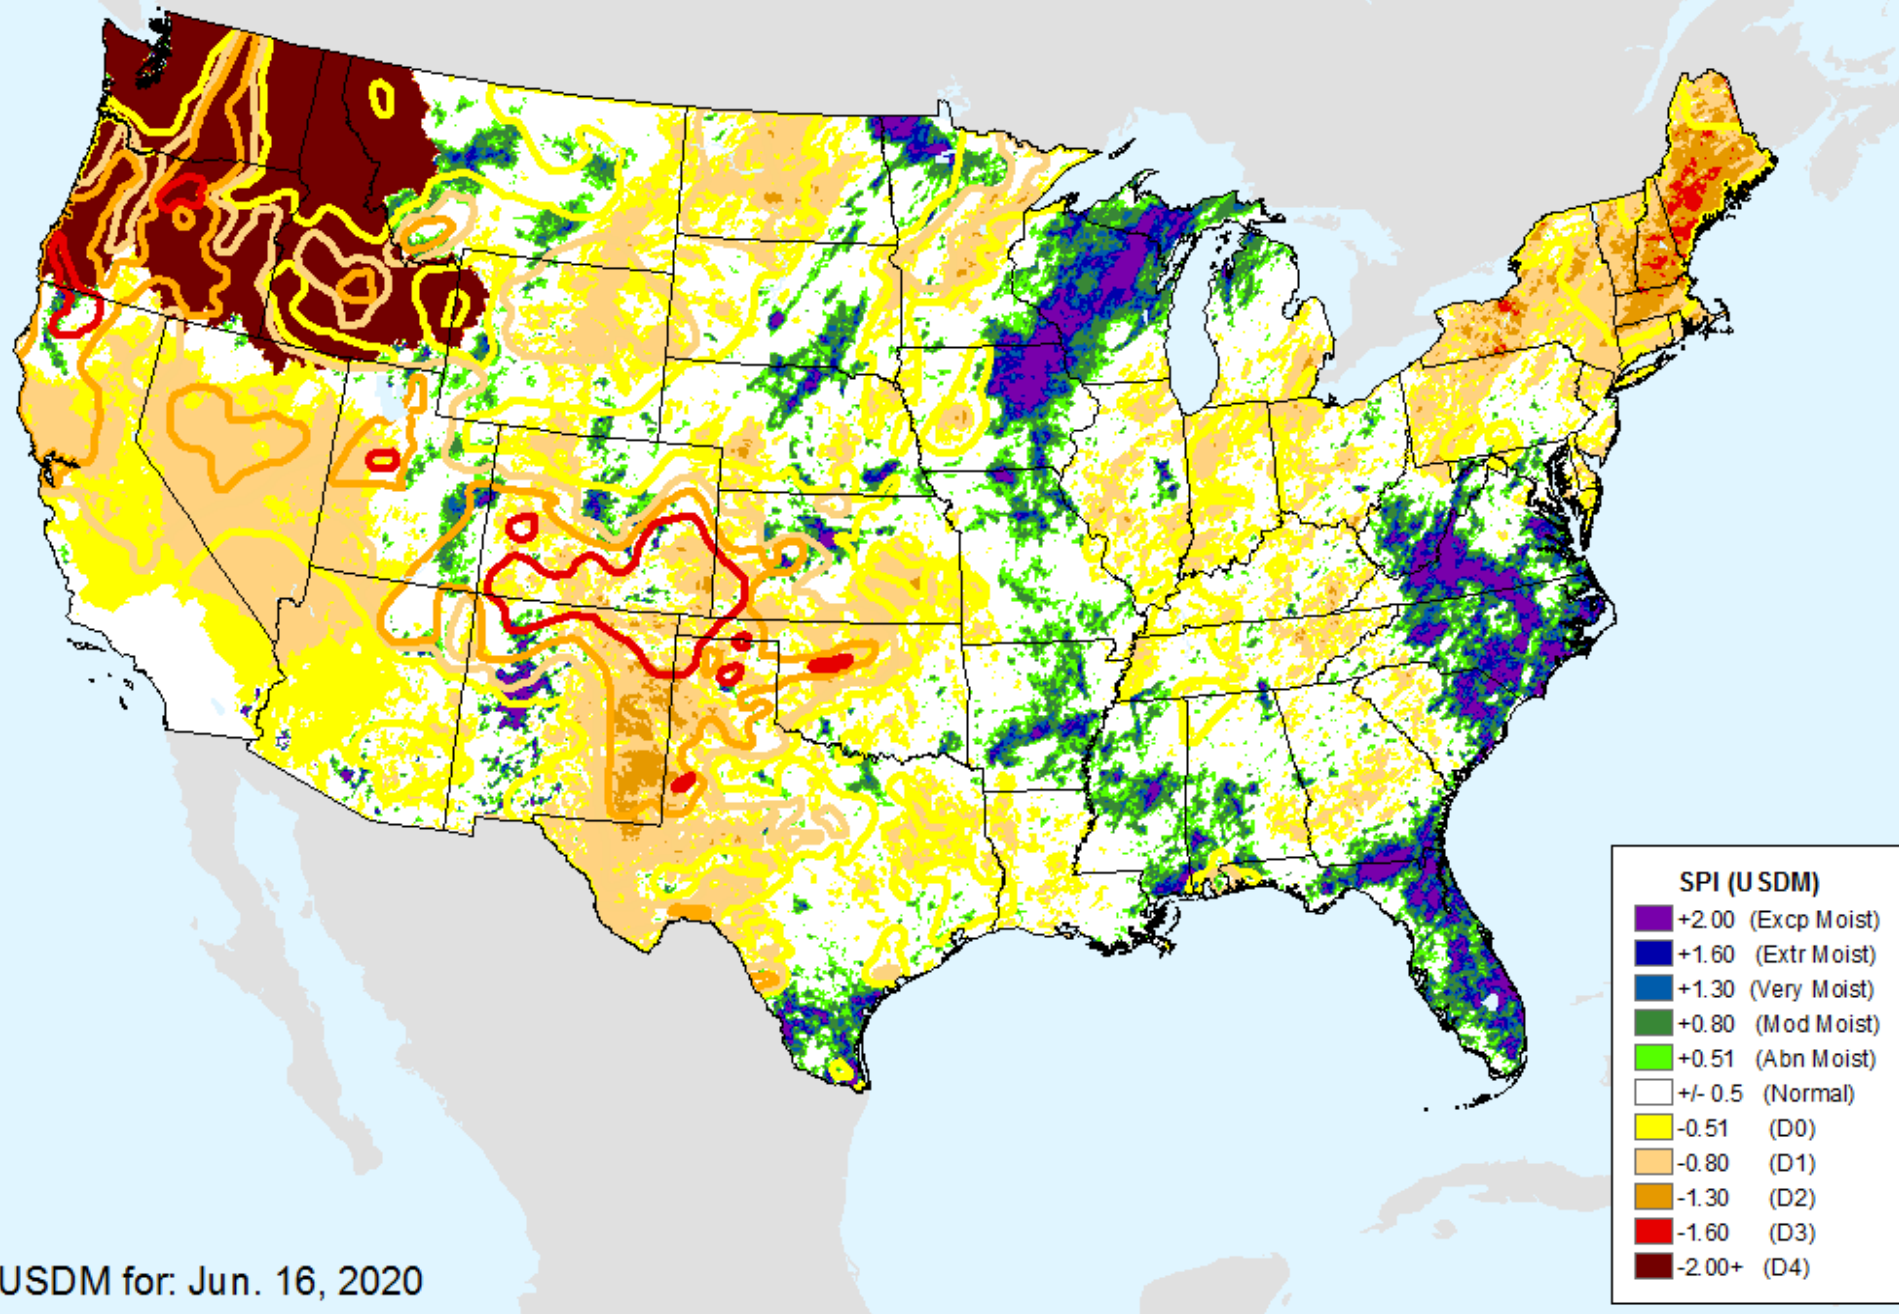 SPI (USDM)
+2.00 (Excp Moist)
+1.60 (Extr Moist)
+1.30 (Very Moist)
+0.80 (Mod Moist)
+0.51 (Abn Moist)
+/- 0.5 (Normal)
-0.51 (D0)
-0.80 (D1)
-1.30 (D2)
-1.60 (D3)
-2.00+ (D4)
USDM for: Jun. 16, 2020